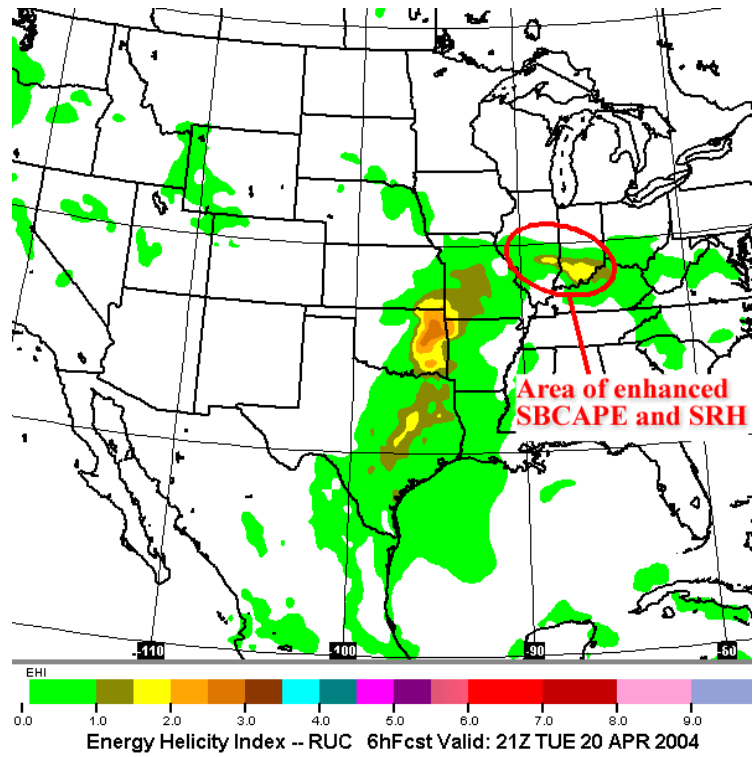 Area of enhanced
SBCAPE and SRH
-110
-100
-90
-80
EHI
0.0 1.0 2.0 3.0 4.0 5.0 6.0 7.0 8.0 9.0
Energy Helicity Index -- RUC 6hFcst Valid: 21Z TUE 20 APR 2004